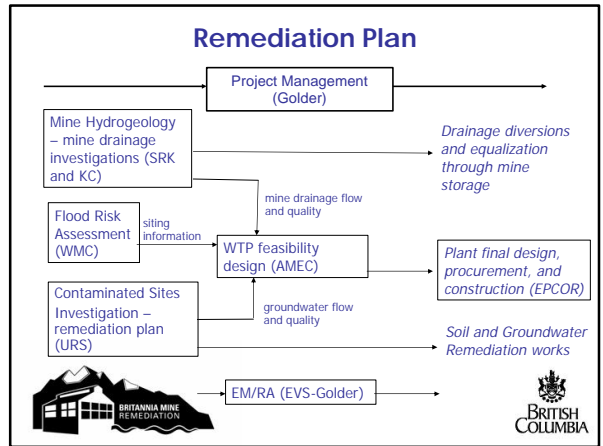 Remediation Plan
Project Management
(Golder)
Mine Hydrogeology
– mine drainage
investigations (SRK
and KC)
Drainage diversions
and equalization
through mine
storage
mine drainage flow
and quality
Flood Risk
Assessment
(WMC)
siting
information
WTP feasibility
design (AMEC)
Plant final design,
procurement, and
construction (EPCOR)
Contaminated Sites
Investigation –
remediation plan
(URS)
groundwater flow
and quality
Soil and Groundwater
Remediation works
EM/RA (EVS-Golder)
BRITANNIA MINE
REMEDIATION
BRITISH
COLUMBIA